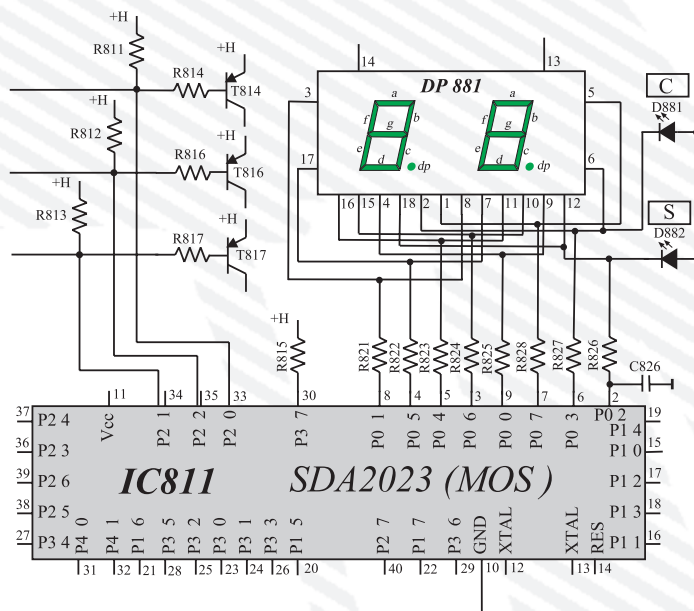 +H
R811
+H
R814
T814
+H
R812
+H
R816
T816
+H
R813
+H
R817
T817
14
13
DP 881
3
5
17
6
a
b
c
d
e
f
g
dp
a
b
c
d
e
f
g
dp
16 15 4 18 2 1 8 7 11 10 9 12
C
D881
S
D882
+H
R815 R821 R822 R823 R824 R825 R828 R827 R826
C826
11 34 35 33 30 8 4 5 3 9 7 6 2
Vcc P2 1 P2 2 P2 0 P3 7 P0 1 P0 5 P0 4 P0 6 P0 0 P0 7 P0 3 P0 2
37 P2 4
36 P2 3
39 P2 6
38 P2 5
27 P3 4
P1 4 19
P1 0 15
P1 2 17
P1 3 18
P1 1 16
IC811 SDA2023 (MOS)
P4 0 P4 1 P1 6 P3 5 P3 2 P3 0 P3 1 P3 3 P1 5 P2 7 P1 7 P3 6 GND XTAL XTAL RES
31 32 21 28 25 23 24 26 20 40 22 29 10 12 13 14